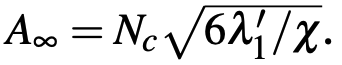 A∞ = N_c √(6λ′₁/χ).